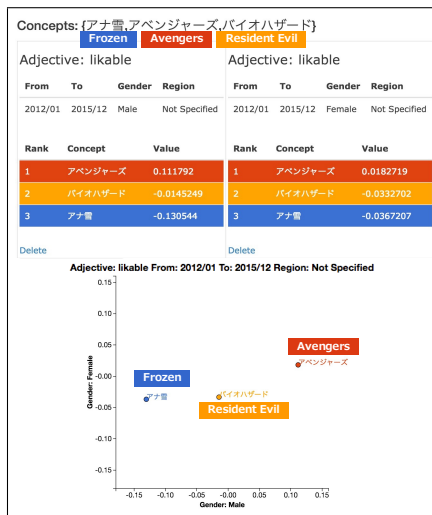 Concepts: {アナ雪,アベンジャーズ,バイオハザード}
Frozen Avengers Resident Evil
Adjective: likable Adjective: likable
From To Gender Region From To Gender Region
2012/01 2015/12 Male Not Specified 2012/01 2015/12 Female Not Specified
Rank Concept Value Rank Concept Value
1 アベンジャーズ 0.111792 1 アベンジャーズ 0.0182719
2 バイオハザード -0.0145249 2 バイオハザード -0.0332702
3 アナ雪 -0.130544 3 アナ雪 -0.0367207
Delete Delete
Adjective: likable From: 2012/01 To: 2015/12 Region: Not Specified
0.15
0.10
0.05
-0.00
-0.05
-0.10
-0.15
Gender: Female
Avengers
アベンジャーズ
Frozen
アナ雪
バイオハザード
Resident Evil
-0.15 -0.10 -0.05 -0.00 0.05 0.10 0.15
Gender: Male